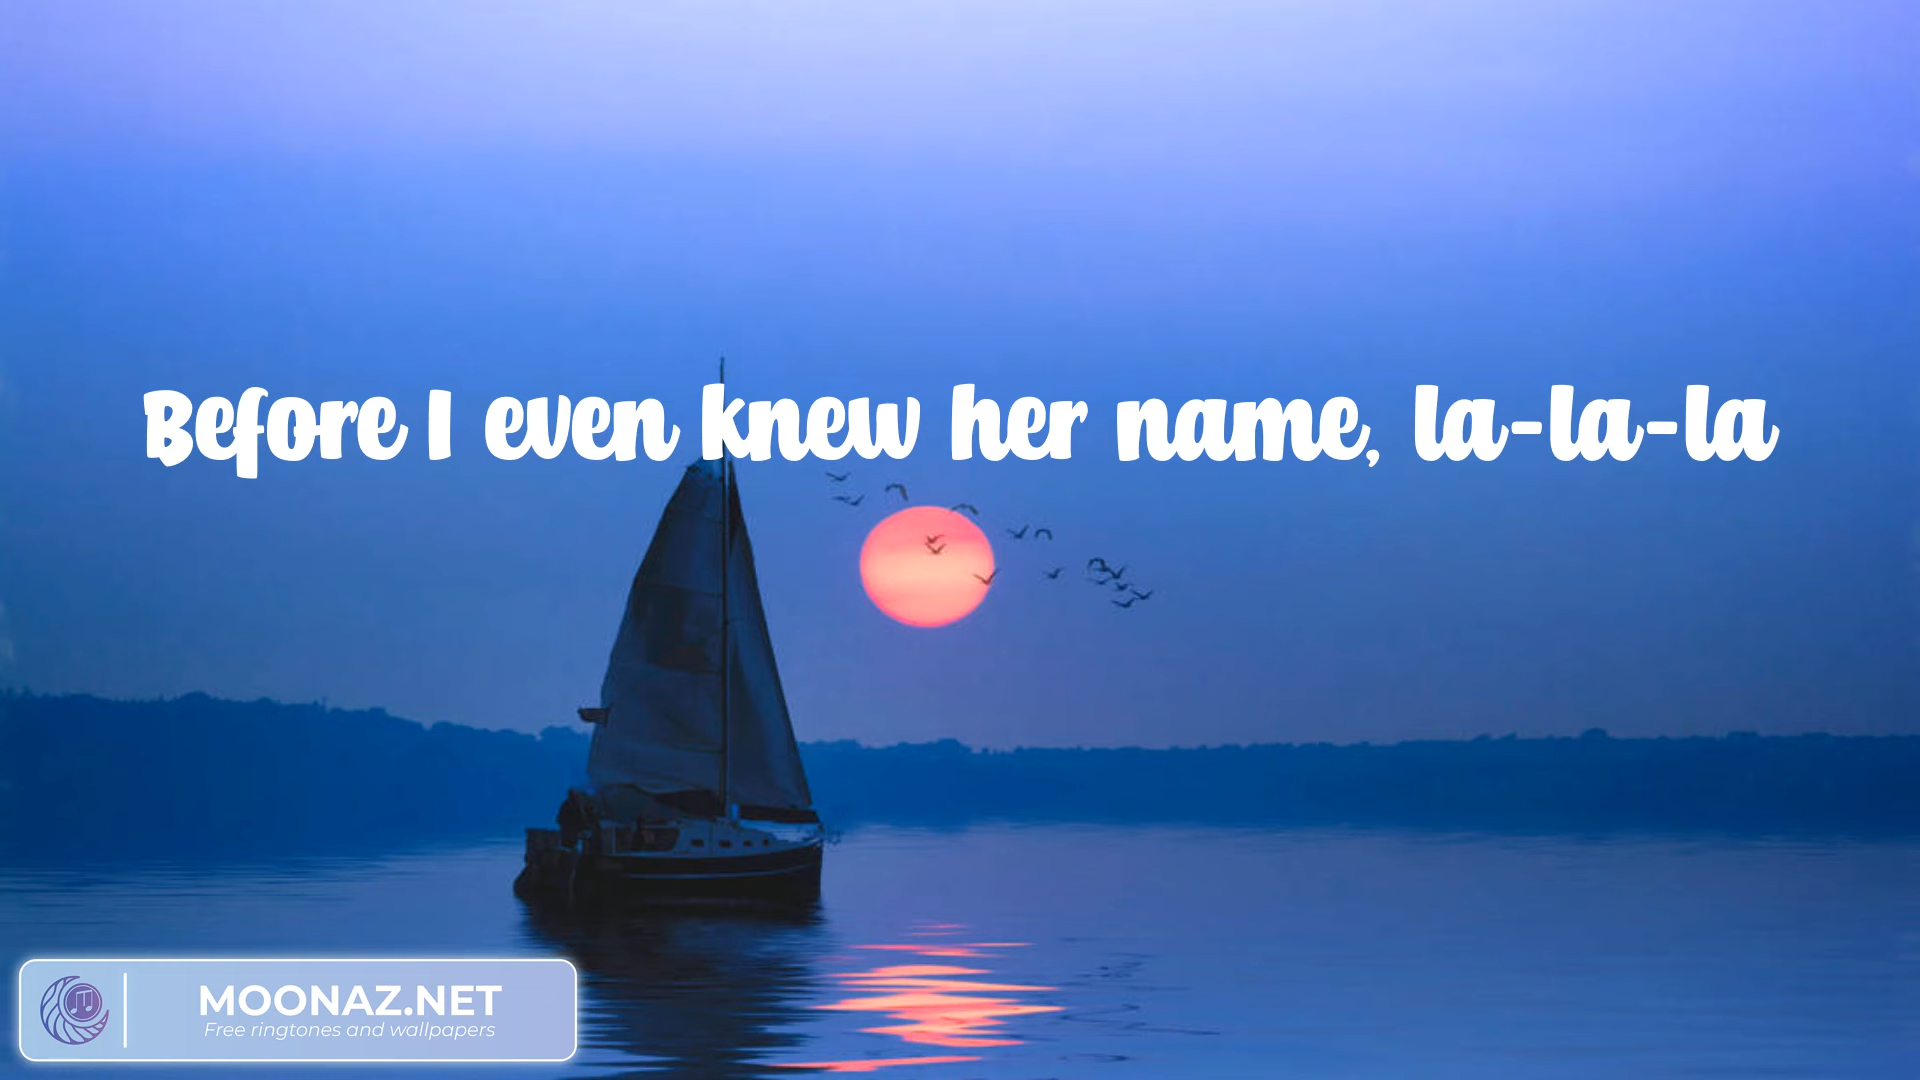 Before I even knew her name, la-la-la
MOONAZ.NET
Free ringtones and wallpapers